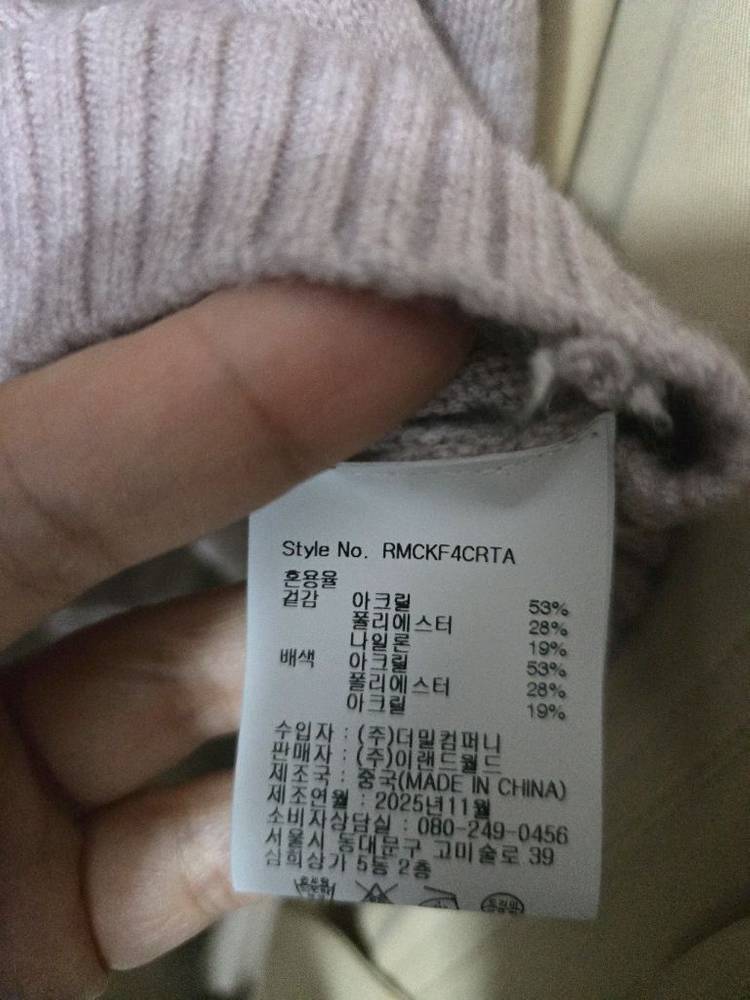 Style No. RMCKF4CRTA
혼용율
겉감 아크릴 53%
폴리에스터 28%
나일론 19%
배색 아크릴 53%
폴리에스터 28%
아크릴 19%
수입자 : (주)더밀컴퍼니
판매자 : (주)이랜드월드
제조국 : 중국(MADE IN CHINA)
제조연월 : 2025년11월
소비자상담실 : 080-249-0456
서울시 동대문구 고미술로 39
삼희상가 5동 2층